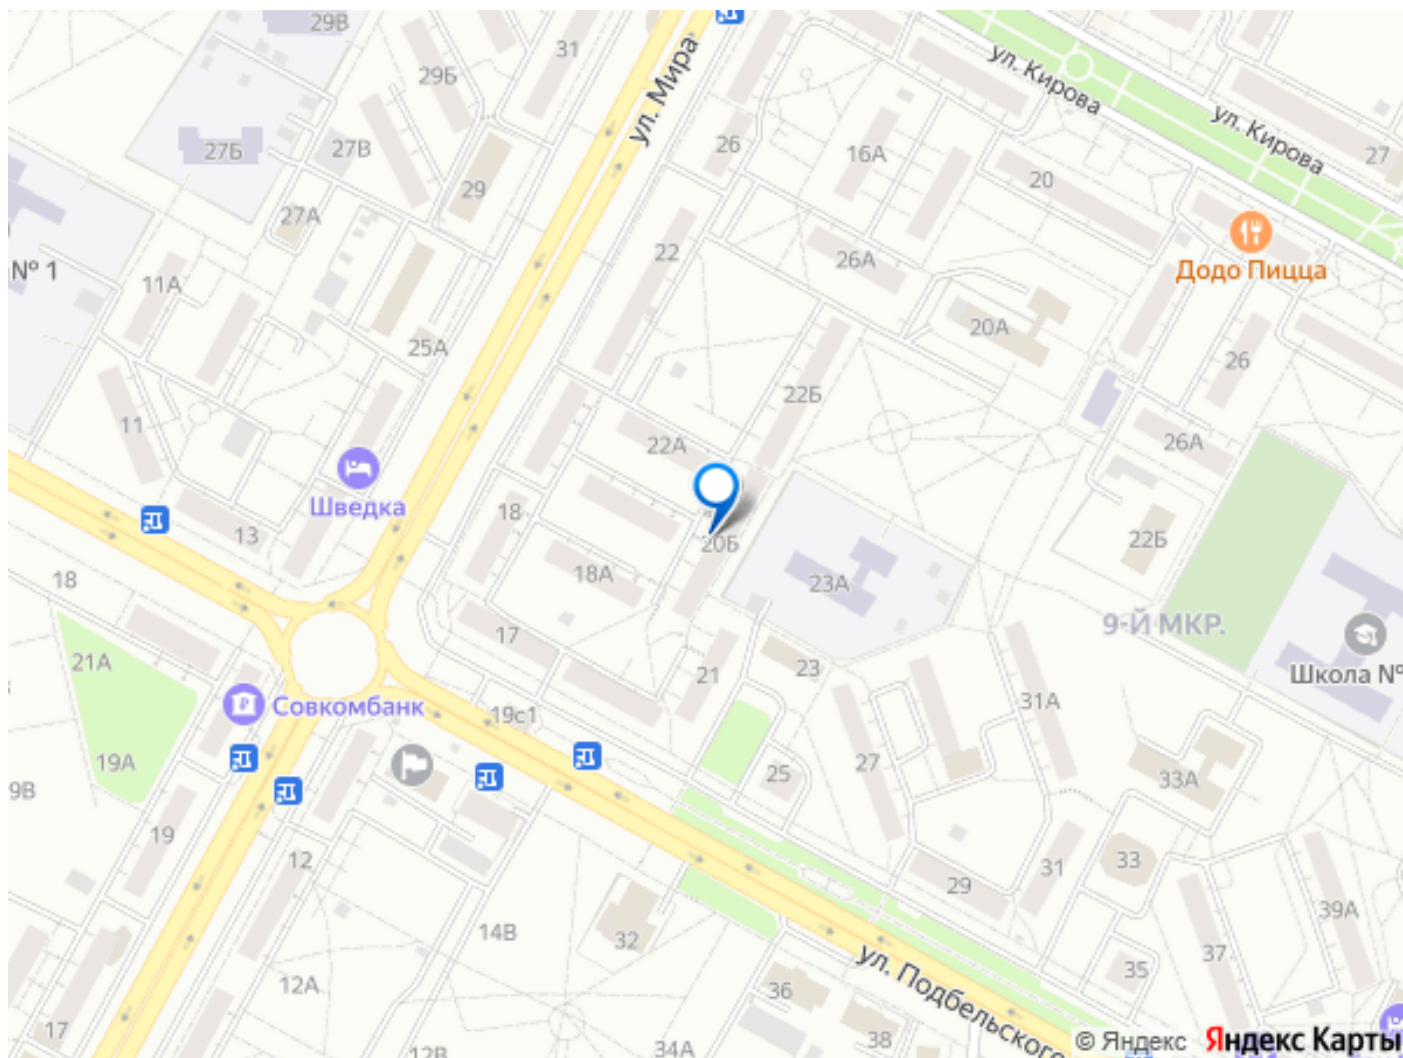 29В
31
29Б
ул. Мира
ул. Кирова
ул. Кирова
27
27Б
27В
29
26
16А
20
27А
22
26А
Додо Пицца
№ 1
11А
25А
20А
26
22Б
11
22А
26А
Шведка
18
13
20Б
22Б
18А
23А
18
17
9-Й МКР.
21А
21
23
Школа №
31А
Совкомбанк
19с1
19А
25
27
33А
9В
19
12
33
31
29
39А
14В
32
37
35
ул. Подбельского
12А
36
17
38
34А
12В
© Яндекс Яндекс Карты